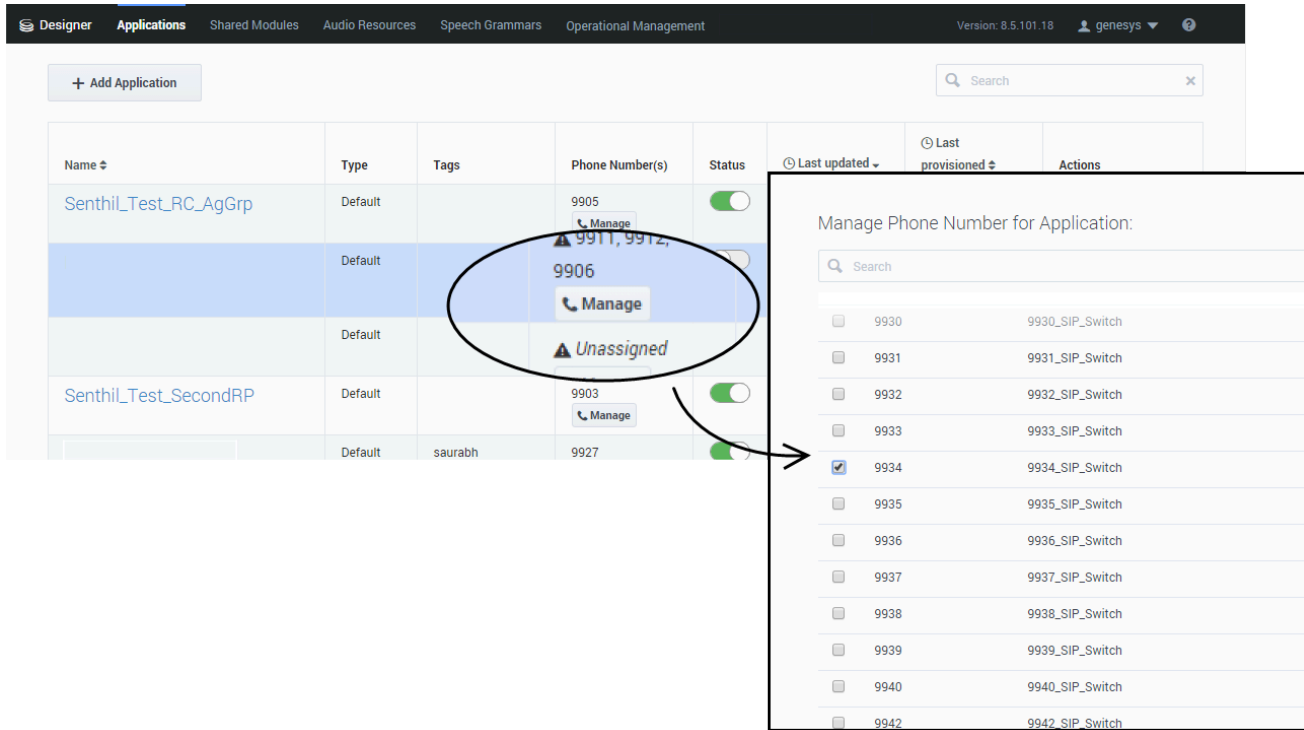 Designer Applications Shared Modules Audio Resources Speech Grammars Operational Management Version: 8.5.101.18 genesys
+ Add Application
Search
Name Type Tags Phone Number(s) Status Last updated Last provisioned Actions
Senthil_Test_RC_AgGrp Default 9905
Manage
Default 9911, 9912,
9906
Manage
Default Unassigned
Senthil_Test_SecondRP Default 9903
Manage
Default saurabh 9927
Manage Phone Number for Application:
Search
9930 9930_SIP_Switch
9931 9931_SIP_Switch
9932 9932_SIP_Switch
9933 9933_SIP_Switch
9934 9934_SIP_Switch
9935 9935_SIP_Switch
9936 9936_SIP_Switch
9937 9937_SIP_Switch
9938 9938_SIP_Switch
9939 9939_SIP_Switch
9940 9940_SIP_Switch
9942 9942_SIP_Switch